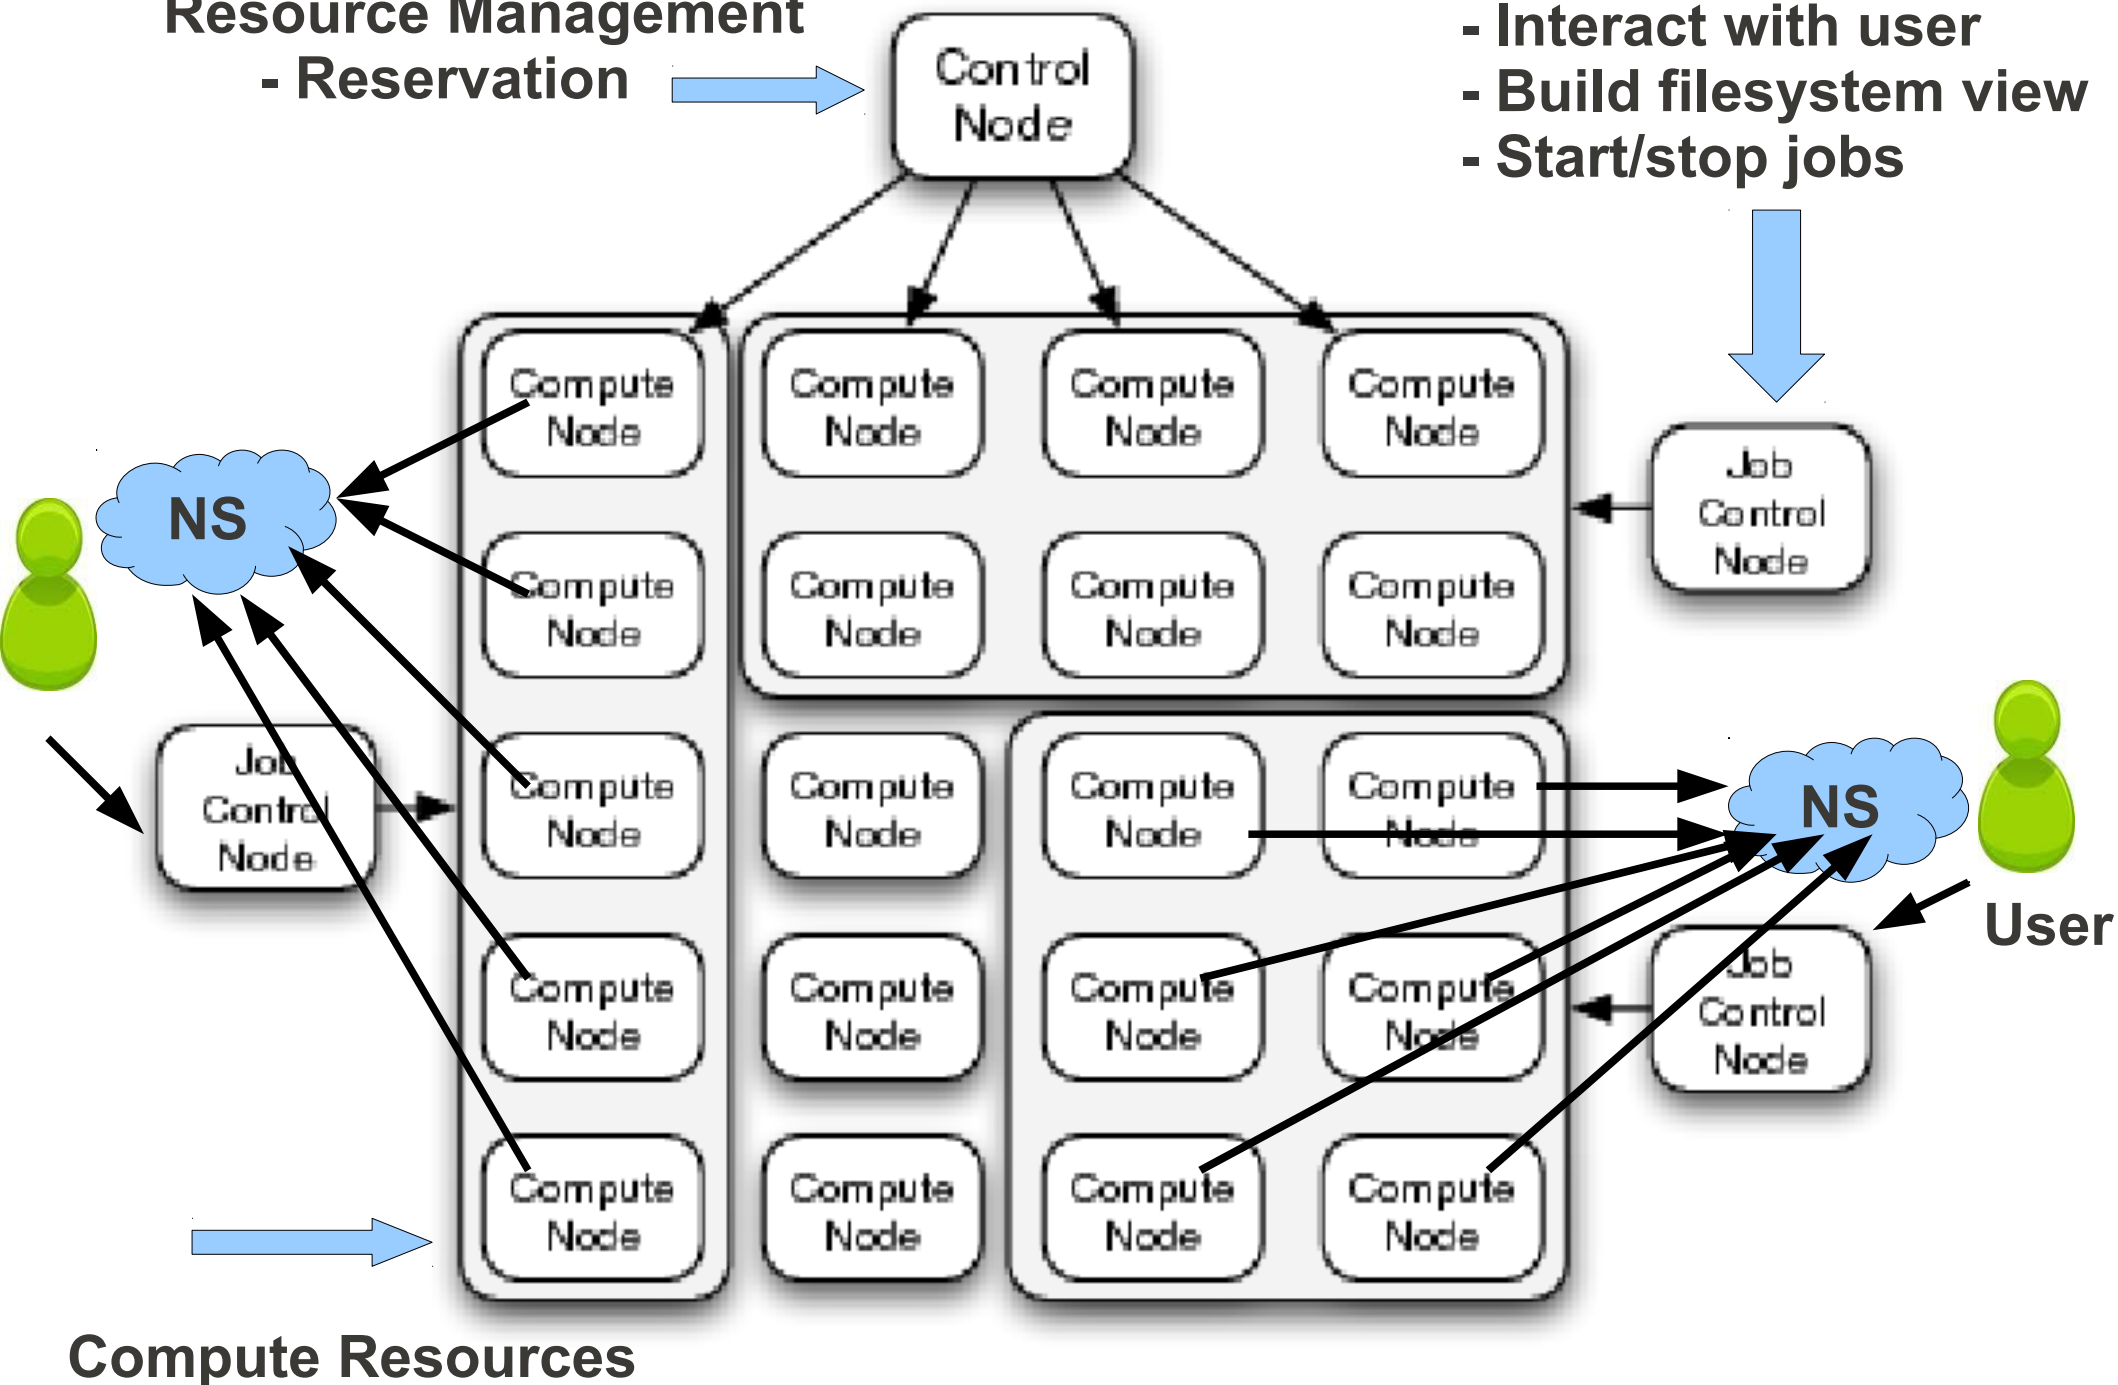 Resource Management
- Reservation
Control
Node
- Interact with user
- Build filesystem view
- Start/stop jobs
Compute
Node
Compute
Node
Compute
Node
Compute
Node
Job
Control
Node
NS
Compute
Node
Compute
Node
Compute
Node
Compute
Node
Job
Control
Node
Compute
Node
Compute
Node
Compute
Node
Compute
Node
NS
User
Compute
Node
Compute
Node
Compute
Node
Compute
Node
Job
Control
Node
Compute
Node
Compute
Node
Compute
Node
Compute
Node
Compute Resources